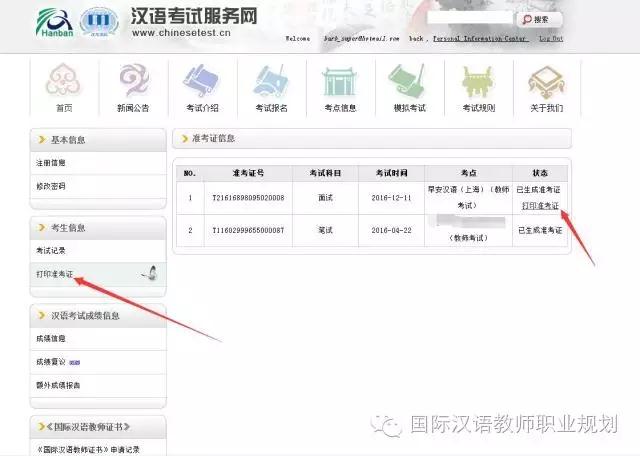 Hanban
汉语考试服务网
www.chinesetest.cn
搜索
Welcome
back, Personal Information Center
Log Out
首页
新闻公告
考试介绍
考试报名
考点信息
模拟考试
考试规则
关于我们
基本信息
注册信息
修改密码
考生信息
考试记录
打印准考证
汉语考试成绩信息
成绩信息
成绩复议
额外成绩报告
《国际汉语教师证书》
《国际汉语教师证书》申请记录
准考证信息
NO. 准考证号 考试科目 考试时间 考点 状态
1 T21616898095020008 面试 2016-12-11 早安汉语（上海）（教师考试） 已生成准考证 打印准考证
2 T11602999655000087 笔试 2016-04-22 （教师考试） 已生成准考证
国际汉语教师职业规划